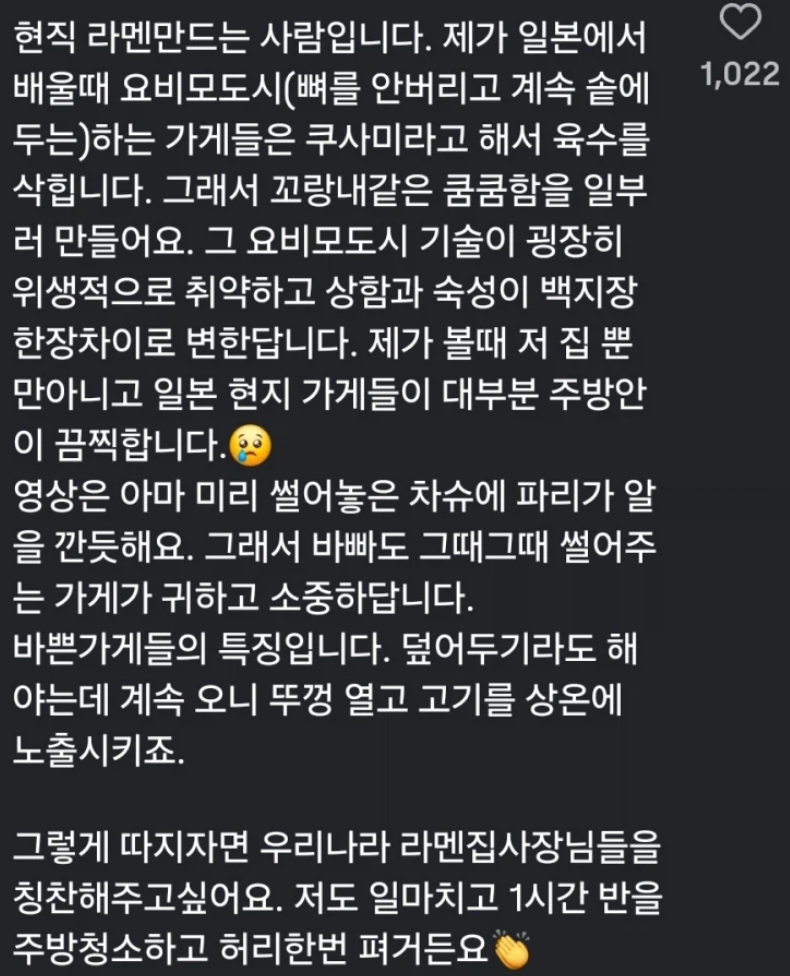 현직 라멘만드는 사람입니다. 제가 일본에서
배울때 요비모도시(뼈를 안버리고 계속 솥에
두는)하는 가게들은 쿠사미라고 해서 육수를
삭힙니다. 그래서 꼬랑내같은 쿰쿰함을 일부
러 만들어요. 그 요비모도시 기술이 굉장히
위생적으로 취약하고 상함과 숙성이 백지장
한장차이로 변한답니다. 제가 볼때 저 집 뿐
만아니고 일본 현지 가게들이 대부분 주방안
이 끔찍합니다.😢
영상은 아마 미리 썰어놓은 차슈에 파리가 알
을 깐듯해요. 그래서 바빠도 그때그때 썰어주
는 가게가 귀하고 소중하답니다.
바쁜가게들의 특징입니다. 덮어두기라도 해
야는데 계속 오니 뚜껑 열고 고기를 상온에
노출시키죠.
그렇게 따지자면 우리나라 라멘집사장님들을
칭찬해주고싶어요. 저도 일마치고 1시간 반을
주방청소하고 허리한번 펴거든요👏
1,022